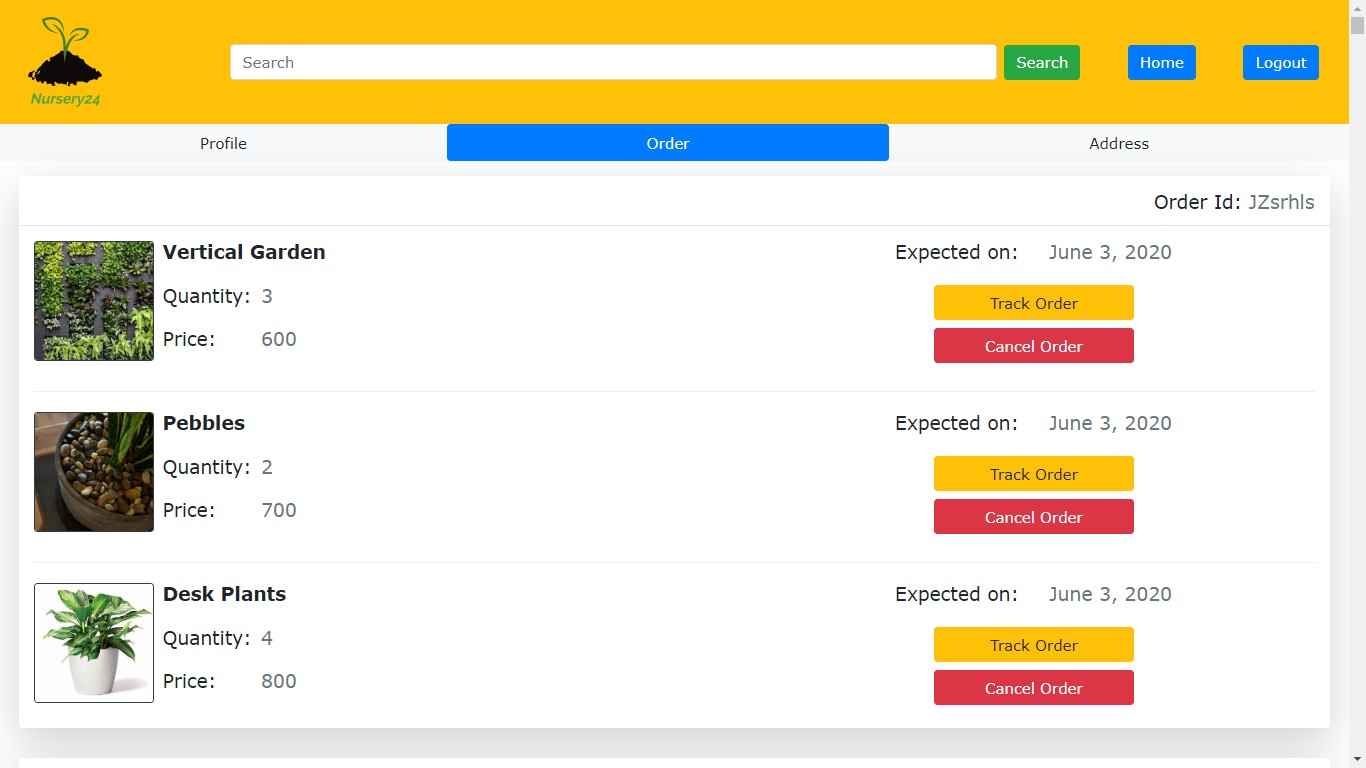 Nursery24
Search
Search
Home
Logout
Profile
Order
Address
Order Id: JZsrhls
Vertical Garden
Expected on: June 3, 2020
Quantity: 3
Track Order
Price: 600
Cancel Order
Pebbles
Expected on: June 3, 2020
Quantity: 2
Track Order
Price: 700
Cancel Order
Desk Plants
Expected on: June 3, 2020
Quantity: 4
Track Order
Price: 800
Cancel Order